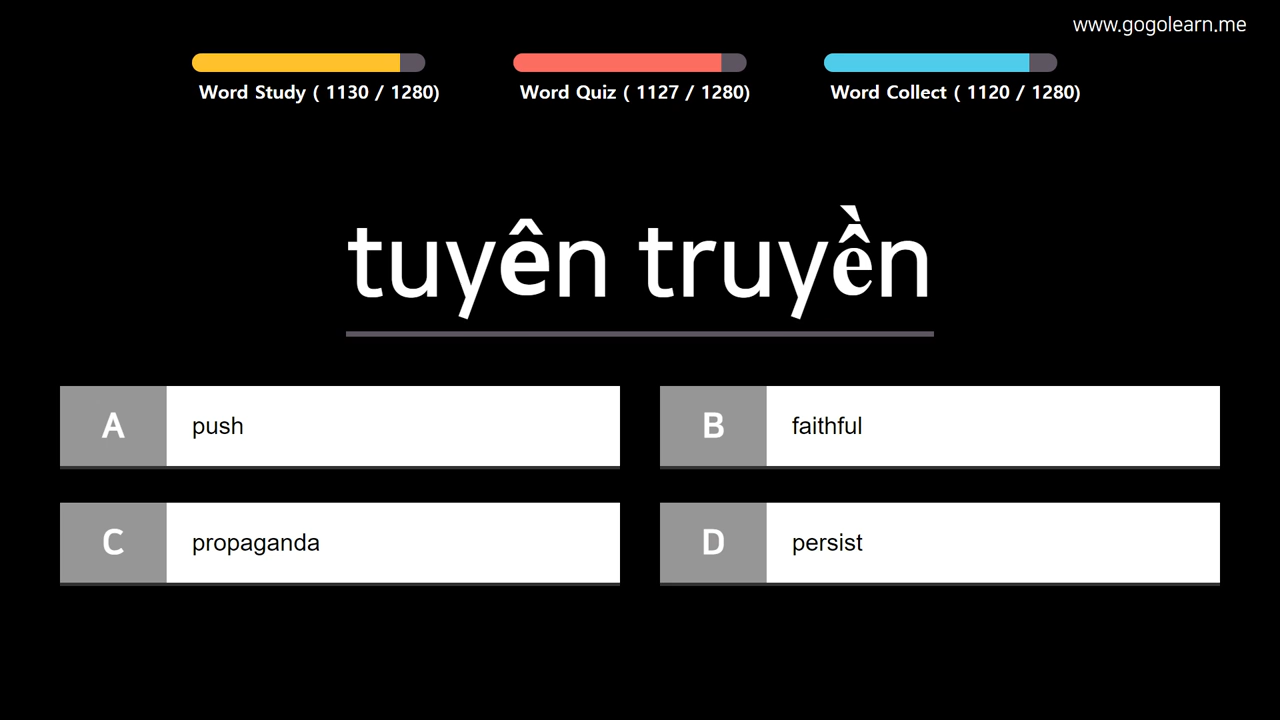 www.gogolearn.me
Word Study ( 1130 / 1280)
Word Quiz ( 1127 / 1280)
Word Collect ( 1120 / 1280)
tuyên truyền
A push
B faithful
C propaganda
D persist